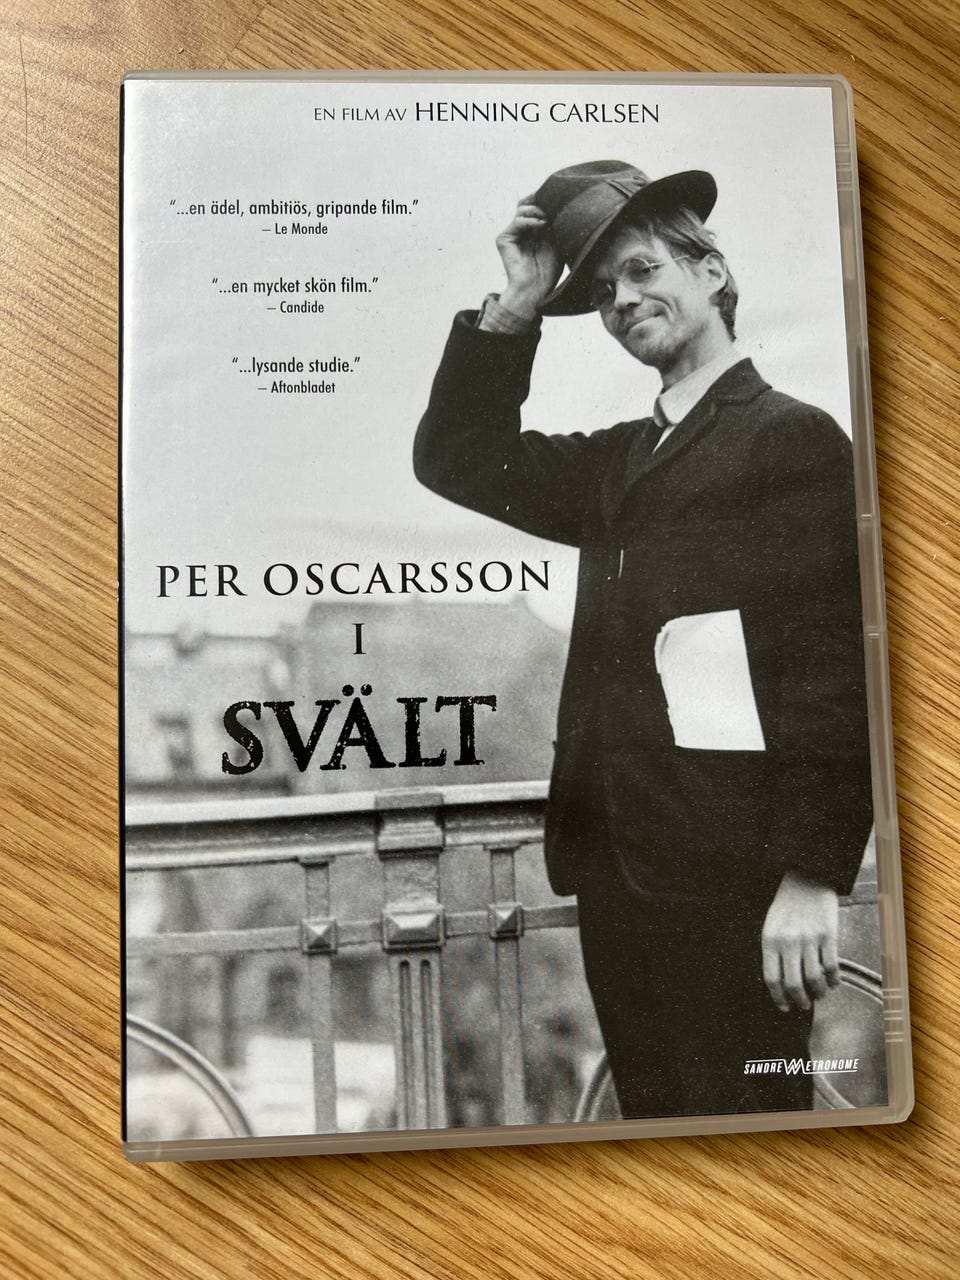 EN FILM AV HENNING CARLSEN
“...en ädel, ambitiös, gripande film.”
– Le Monde
“...en mycket skön film.”
– Candide
“...lysande studie.”
– Aftonbladet
PER OSCARSSON
I
SVÄLT
SANDREW METRONOME